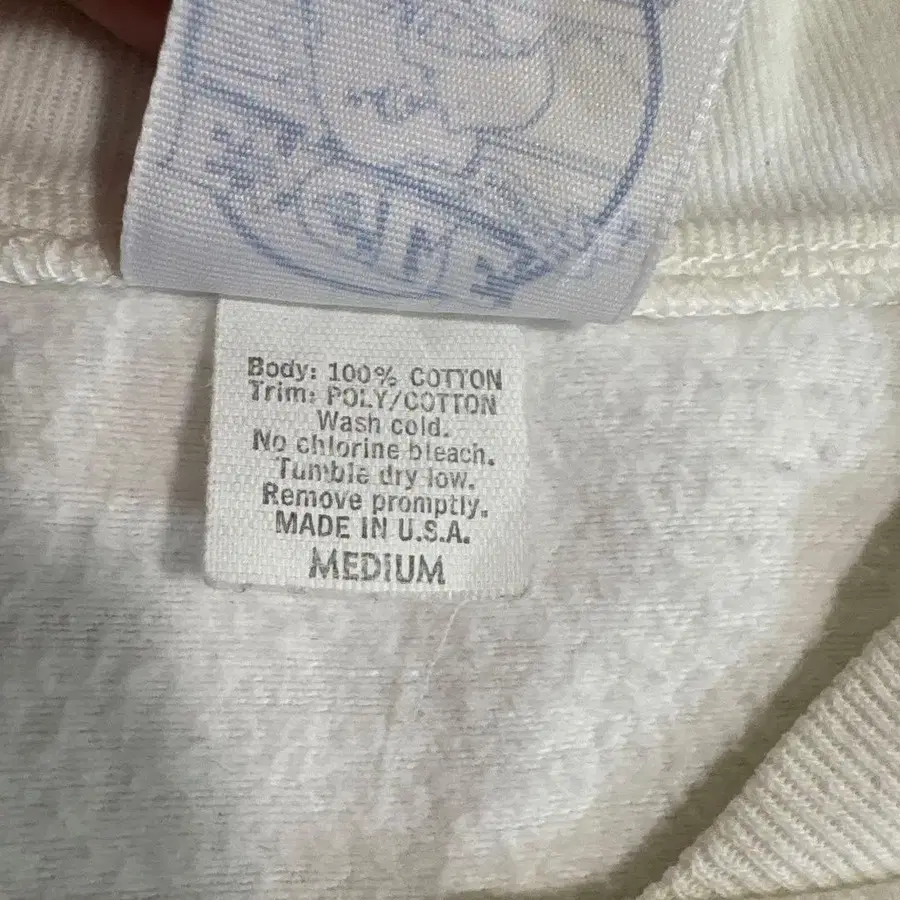 Body: 100% COTTON
Trim: POLY/COTTON
Wash cold.
No chlorine bleach.
Tumble dry low.
Remove promptly.
MADE IN U.S.A.
MEDIUM